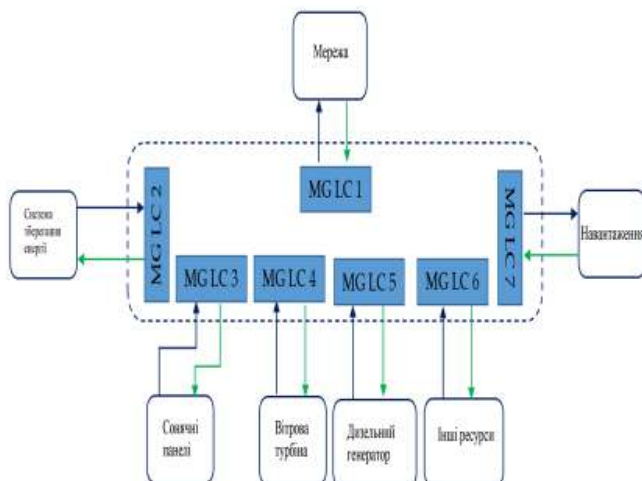 Мережа
MG LC 1
MG LC 2
MG LC 7
Система
зберігання
енергії
Навантаження
MG LC 3
MG LC 4
MG LC 5
MG LC 6
Сонячні
панелі
Вітрова
турбіна
Дизельний
генератор
Інші ресурси